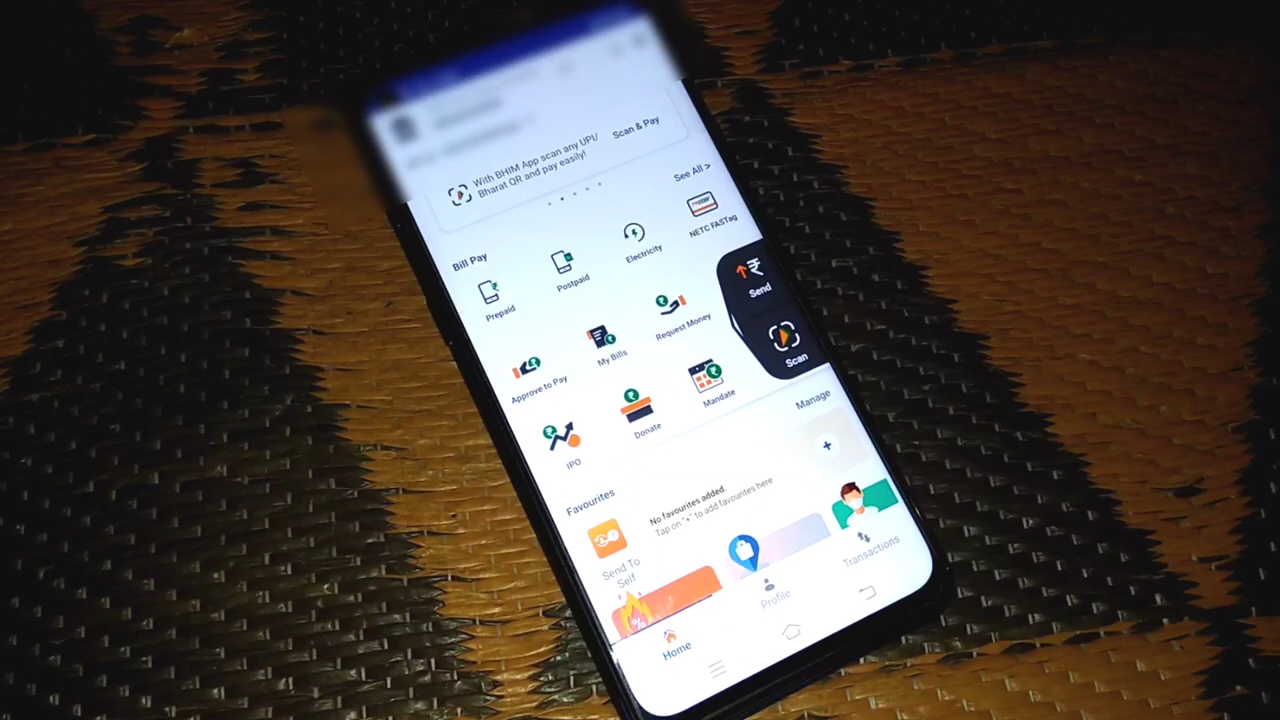 With BHIM App scan any UPI/
Bharat QR and pay easily!
Scan & Pay
Bill Pay
See All >
Prepaid
Postpaid
Electricity
NETC FASTag
Approve to Pay
My Bills
Request Money
Send
IPO
Donate
Mandate
Scan
Favourites
Manage
Send To
Self
No favourites added.
Tap on "+" to add favourites here
+
%
Home
Profile
Transactions